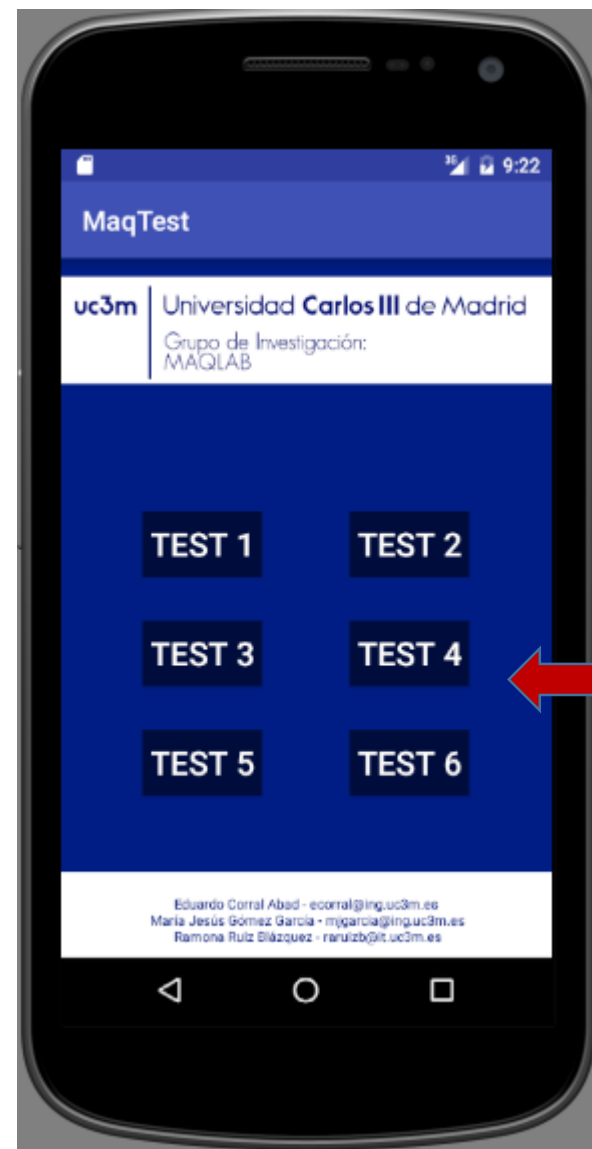 3G 9:22
MaqTest
uc3m Universidad Carlos III de Madrid
Grupo de Investigación:
MAQLAB
TEST 1 TEST 2
TEST 3 TEST 4
TEST 5 TEST 6
Eduardo Corral Abad - ecorral@ing.uc3m.es
María Jesús Gómez García - mjgarcia@ing.uc3m.es
Ramona Ruiz Blázquez - raruizb@it.uc3m.es